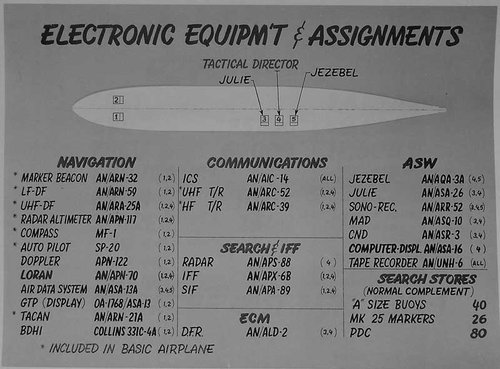 ELECTRONIC EQUIPM'T & ASSIGNMENTS
TACTICAL DIRECTOR
JULIE
JEZEBEL
2
1
3 4 5
NAVIGATION
* MARKER BEACON AN/ARN-32 (1,2)
* LF-DF AN/ARN-59 (1,2)
* UHF-DF AN/ARA-25A (1,2,4)
* RADAR ALTIMETER AN/APN-117 (1,2,4)
* COMPASS MF-1 (1,2)
* AUTO PILOT SP-20 (1,2)
DOPPLER APN-122 (1,2)
LORAN AN/APN-70 (1,2,4)
AIR DATA SYSTEM AN/ASA-13A (3,4,5)
GTP (DISPLAY) OA-1768/ASA-13 (1,2)
* TACAN AN/ARN-21A (1,2)
BDHI COLLINS 331C-4A (1,2)
* INCLUDED IN BASIC AIRPLANE
COMMUNICATIONS
ICS AN/AIC-14 (ALL)
*UHF T/R AN/ARC-52 (1,2,4)
*HF T/R AN/ARC-39 (1,2,4)
SEARCH & IFF
RADAR AN/APS-88 (4)
IFF AN/APX-6B (1,2,4)
SIF AN/APA-89 (1,2,4)
ECM
D.F.R. AN/ALD-2 (3,4)
ASW
JEZEBEL AN/AQA-3A (4,5)
JULIE AN/ASA-26 (3,4)
SONO-REC. AN/ARR-52 (3,4,5)
MAD AN/ASQ-10 (2,4)
CND AN/ASR-3 (3,4)
COMPUTER-DISPL. AN/ASA-16 (4)
TAPE RECORDER AN/UNH-6 (ALL)
SEARCH STORES
(NORMAL COMPLEMENT)
"A" SIZE BUOYS 40
MK 25 MARKERS 26
PDC 80